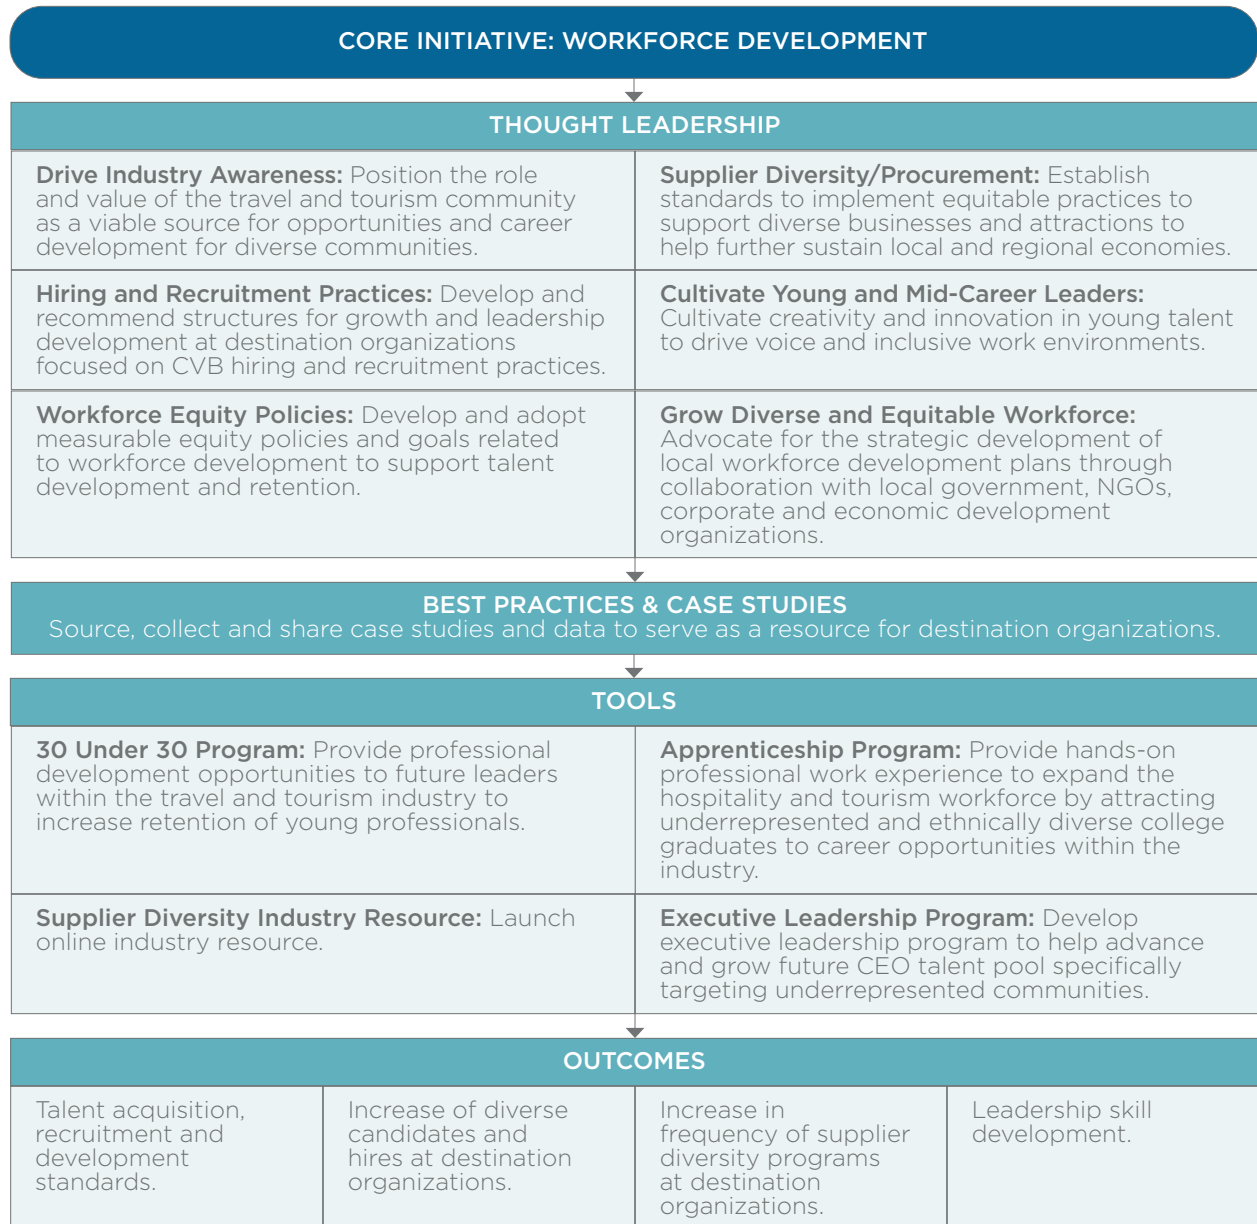 CORE INITIATIVE: WORKFORCE DEVELOPMENT
THOUGHT LEADERSHIP
Drive Industry Awareness: Position the role
and value of the travel and tourism community
as a viable source for opportunities and career
development for diverse communities.
Supplier Diversity/Procurement: Establish
standards to implement equitable practices to
support diverse businesses and attractions to
help further sustain local and regional economies.
Hiring and Recruitment Practices: Develop and
recommend structures for growth and leadership
development at destination organizations
focused on CVB hiring and recruitment practices.
Cultivate Young and Mid-Career Leaders:
Cultivate creativity and innovation in young talent
to drive voice and inclusive work environments.
Workforce Equity Policies: Develop and adopt
measurable equity policies and goals related
to workforce development to support talent
development and retention.
Grow Diverse and Equitable Workforce:
Advocate for the strategic development of
local workforce development plans through
collaboration with local government, NGOs,
corporate and economic development
organizations.
BEST PRACTICES & CASE STUDIES
Source, collect and share case studies and data to serve as a resource for destination organizations.
TOOLS
30 Under 30 Program: Provide professional
development opportunities to future leaders
within the travel and tourism industry to
increase retention of young professionals.
Apprenticeship Program: Provide hands-on
professional work experience to expand the
hospitality and tourism workforce by attracting
underrepresented and ethnically diverse college
graduates to career opportunities within the
industry.
Supplier Diversity Industry Resource: Launch
online industry resource.
Executive Leadership Program: Develop
executive leadership program to help advance
and grow future CEO talent pool specifically
targeting underrepresented communities.
OUTCOMES
Talent acquisition,
recruitment and
development
standards.
Increase of diverse
candidates and
hires at destination
organizations.
Increase in
frequency of supplier
diversity programs
at destination
organizations.
Leadership skill
development.